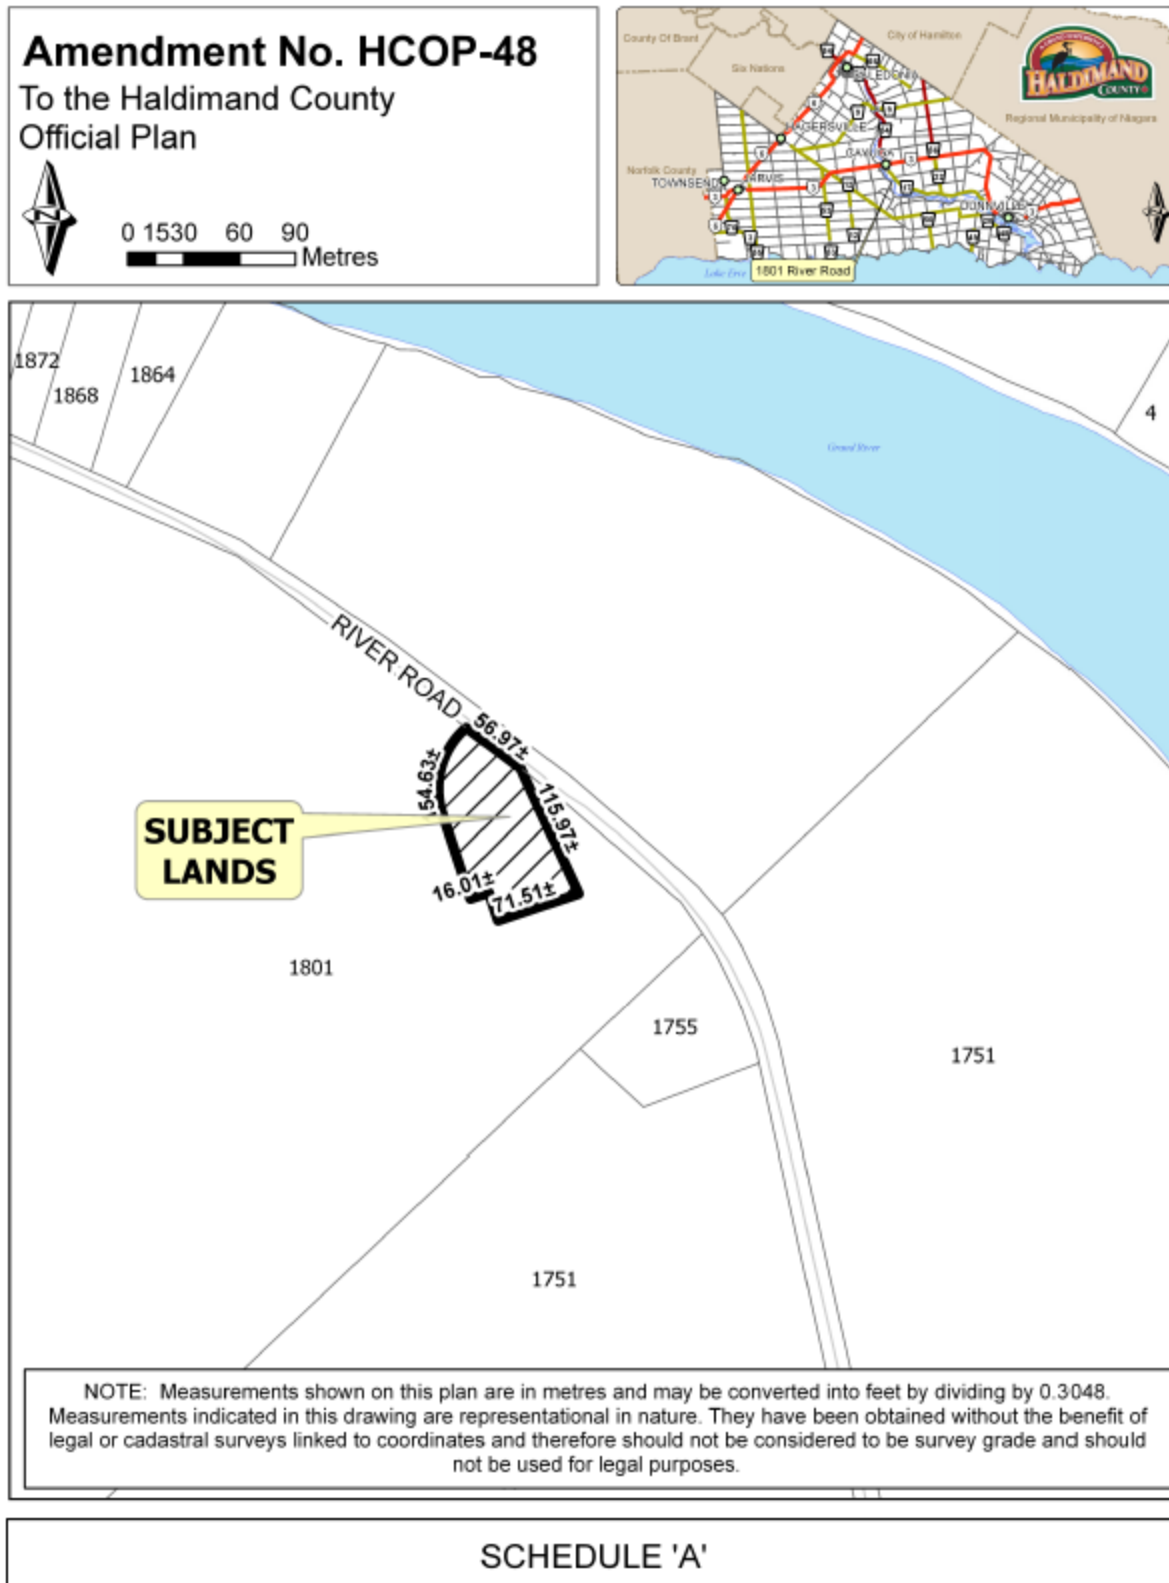 Amendment No. HCOP-48
To the Haldimand County
Official Plan
N
0 1530 60 90
Metres
County Of Brant
City of Hamilton
Six Nations
HALDIMAND
COUNTY
CALEDONIA
Regional Municipality of Niagara
HAGERSVILLE
CAYUGA
Norfolk County
TOWNSEND
JARVIS
DUNNVILLE
Lake Erie
1801 River Road
1872
1868
1864
4
Grand River
RIVER ROAD
56.97±
54.63±
115.97±
SUBJECT
LANDS
16.01±
71.51±
1801
1755
1751
1751
NOTE: Measurements shown on this plan are in metres and may be converted into feet by dividing by 0.3048.
Measurements indicated in this drawing are representational in nature. They have been obtained without the benefit of
legal or cadastral surveys linked to coordinates and therefore should not be considered to be survey grade and should
not be used for legal purposes.
SCHEDULE 'A'